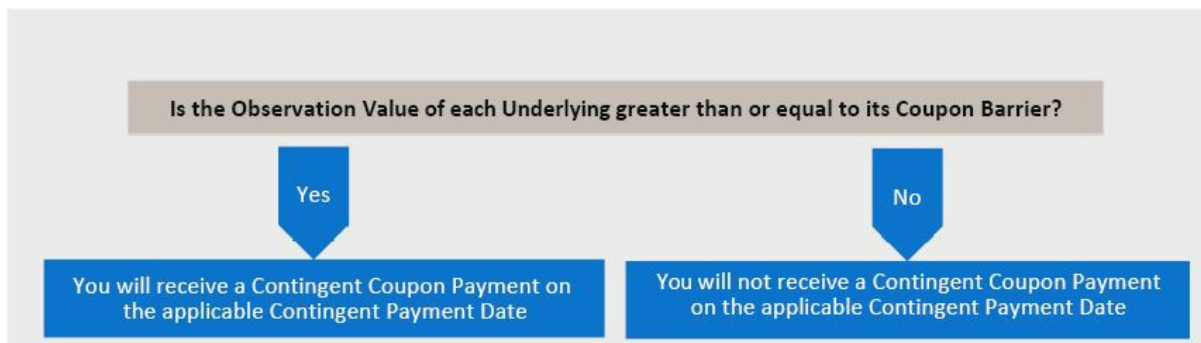 Is the Observation Value of each Underlying greater than or equal to its Coupon Barrier?
Yes
No
You will receive a Contingent Coupon Payment on
the applicable Contingent Payment Date
You will not receive a Contingent Coupon Payment
on the applicable Contingent Payment Date